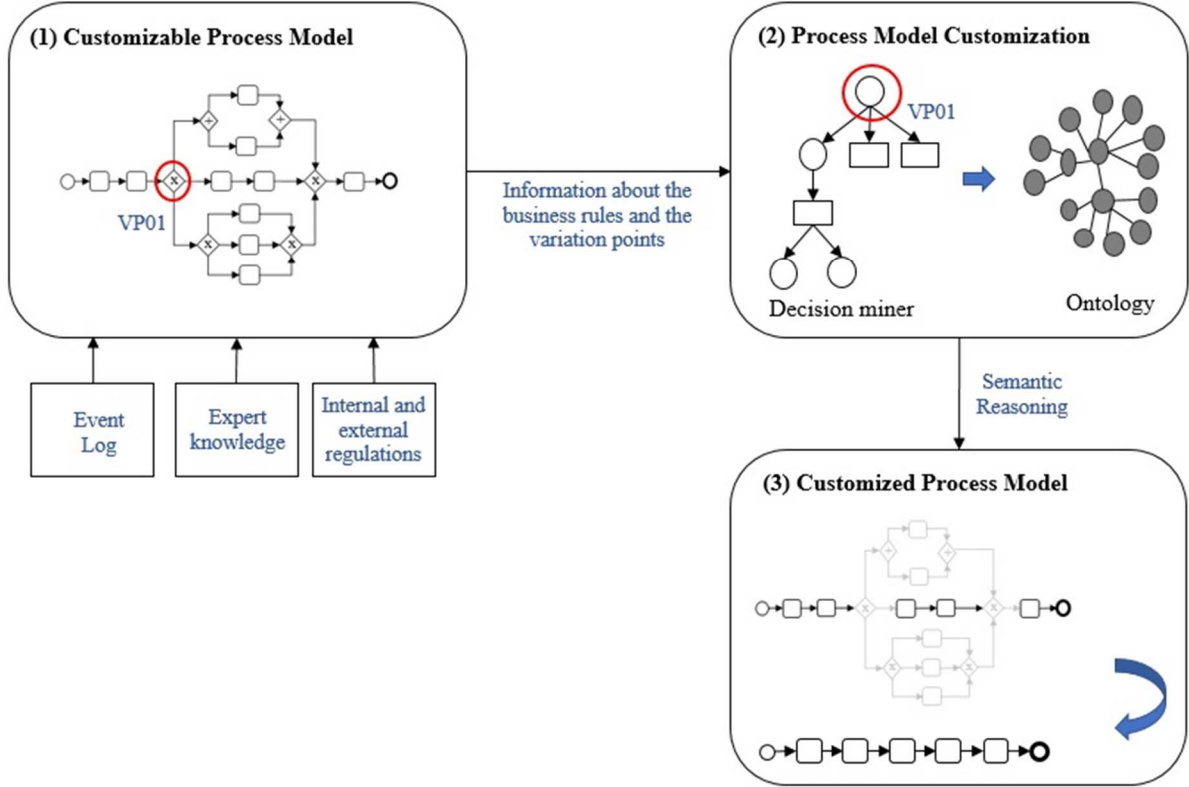 (1) Customizable Process Model
X
X
VP01
X
X
Event
Log
Expert
knowledge
Internal and
external
regulations
Information about the
business rules and the
variation points
(2) Process Model Customization
VP01
Decision miner
Ontology
Semantic
Reasoning
(3) Customized Process Model
X
X
X
X